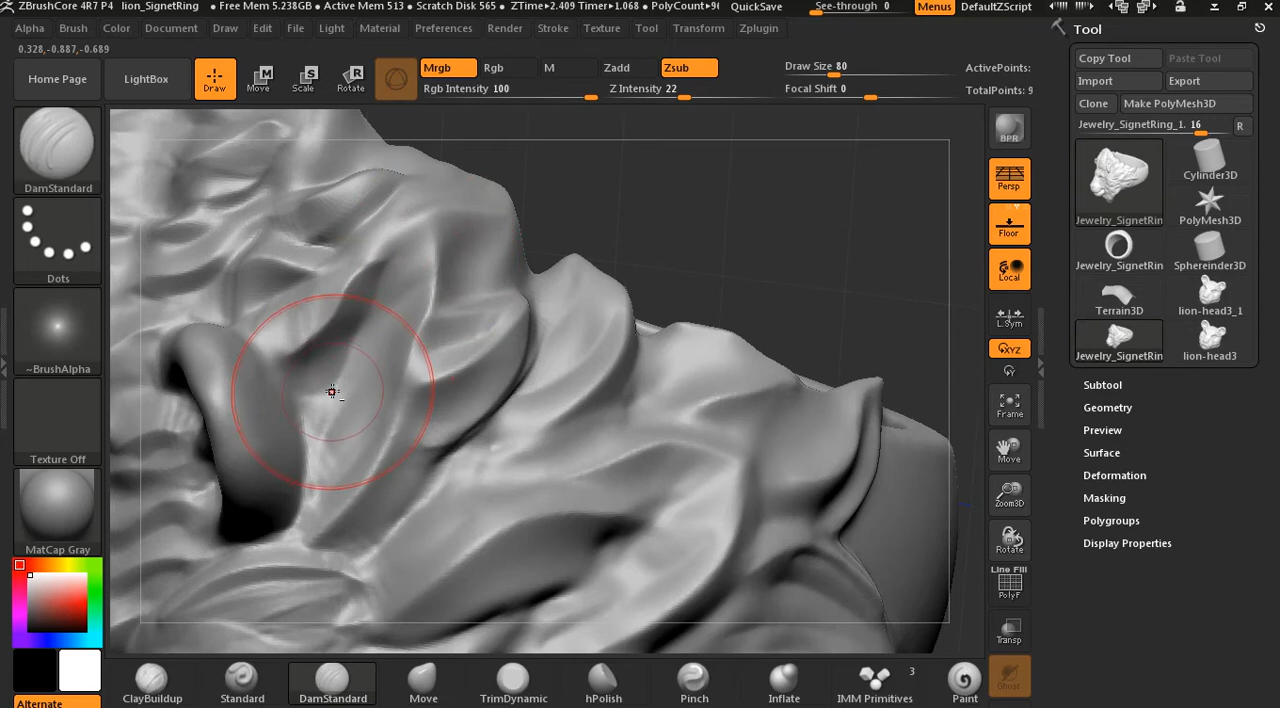 ZBrushCore 4R7 P4 lion_SignetRing • Free Mem 5.238GB • Active Mem 513 • Scratch Disk 565 • ZTime▸2.409 Timer▸1.068 • PolyCount▸9 QuickSave See-through 0 Menus DefaultZScript
Alpha Brush Color Document Draw Edit File Light Material Preferences Render Stroke Texture Tool Transform Zplugin
0.328,-0.887,-0.689
Home Page LightBox Draw Move Scale Rotate
Mrgb Rgb M Zadd Zsub
Rgb Intensity 100 Z Intensity 22
Draw Size 80
Focal Shift 0
ActivePoints:
TotalPoints: 9
DamStandard
Dots
~BrushAlpha
Texture Off
MatCap Gray
Alternate
BPR
Persp
Floor
Local
L.Sym
XYZ
Frame
Move
Zoom3D
Rotate
Line Fill
PolyF
Transp
Ghost
Tool
Copy Tool Paste Tool
Import Export
Clone Make PolyMesh3D
Jewelry_SignetRing_1. 16 R
Jewelry_SignetRin Cylinder3D
PolyMesh3D
Jewelry_SignetRin Sphereinder3D
Terrain3D lion-head3_1
Jewelry_SignetRin lion-head3
Subtool
Geometry
Preview
Surface
Deformation
Masking
Polygroups
Display Properties
ClayBuildup Standard DamStandard Move TrimDynamic hPolish Pinch Inflate IMM Primitives 3 Paint